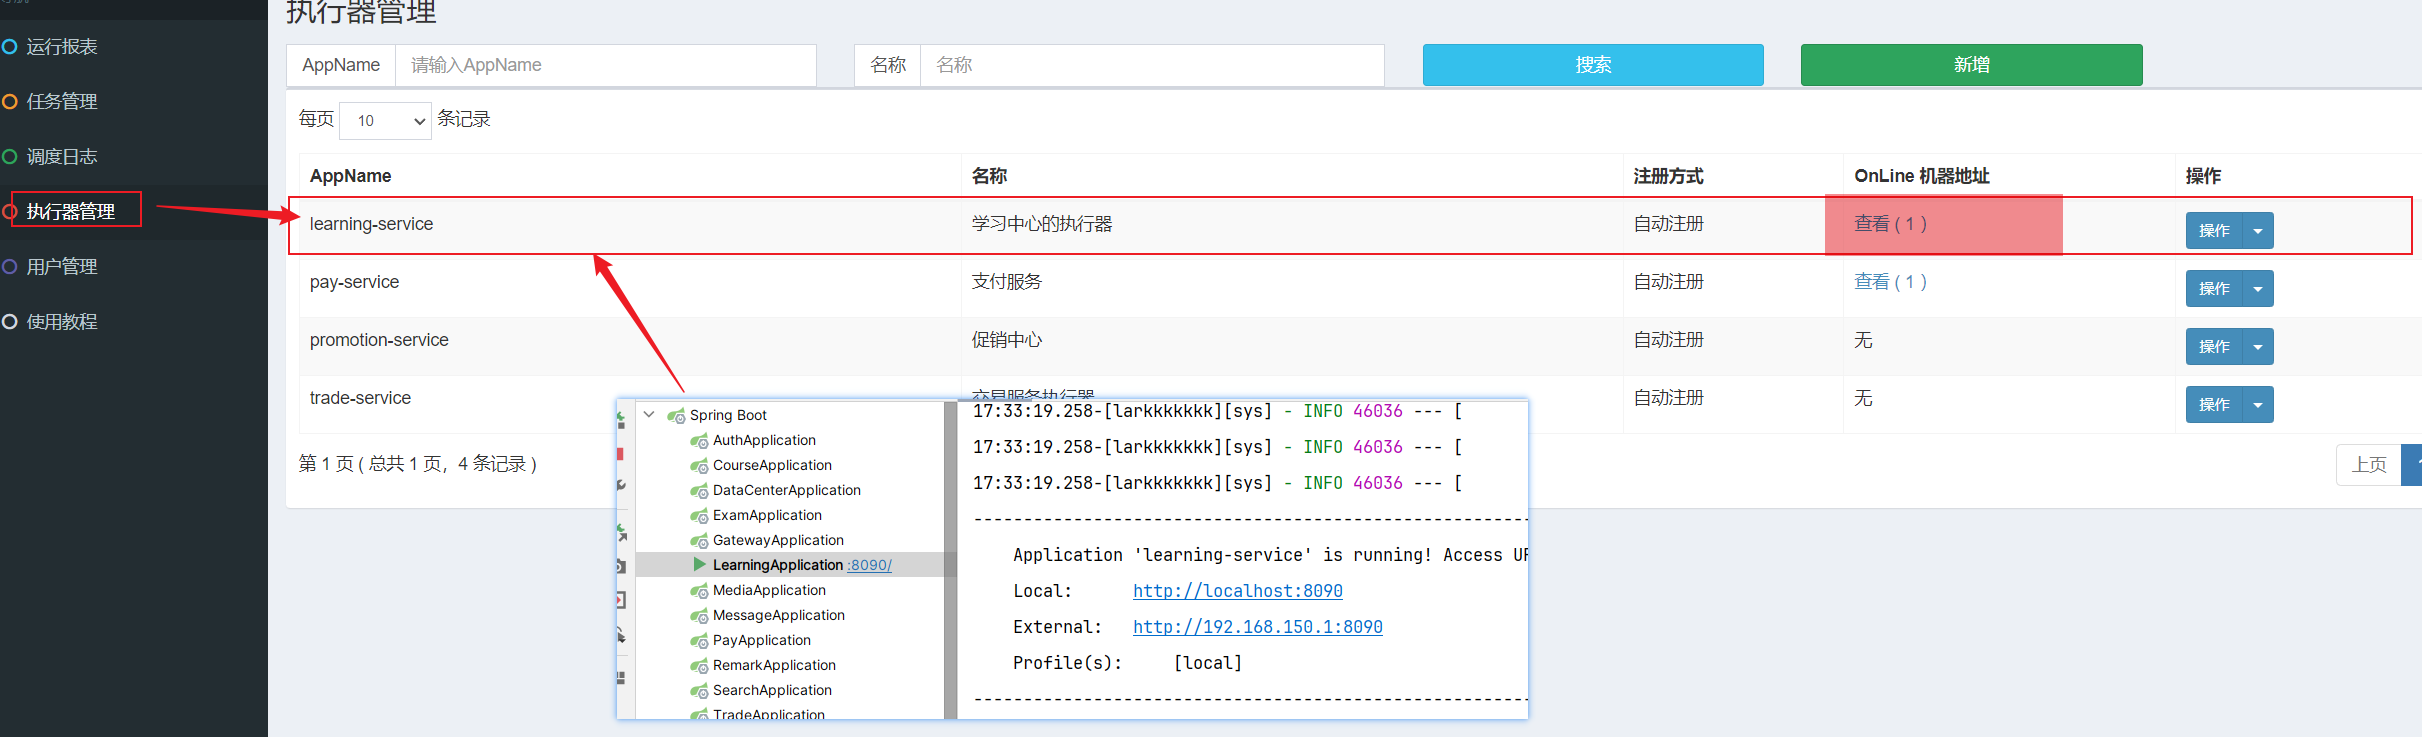 执行器管理
运行报表
任务管理
调度日志
执行器管理
用户管理
使用教程
AppName 请输入AppName 名称 名称 搜索 新增
每页 10 条记录
AppName 名称 注册方式 OnLine 机器地址 操作
learning-service 学习中心的执行器 自动注册 查看 ( 1 ) 操作
pay-service 支付服务 自动注册 查看 ( 1 ) 操作
promotion-service 促销中心 自动注册 无 操作
trade-service 交易服务执行器 自动注册 无 操作
第 1 页 ( 总共 1 页，4 条记录 )
上页 1
Spring Boot
AuthApplication
CourseApplication
DataCenterApplication
ExamApplication
GatewayApplication
LearningApplication :8090/
MediaApplication
MessageApplication
PayApplication
RemarkApplication
SearchApplication
TradeApplication
17:33:19.258-[larkkkkkkk][sys] - INFO 46036 --- [
17:33:19.258-[larkkkkkkk][sys] - INFO 46036 --- [
17:33:19.258-[larkkkkkkk][sys] - INFO 46036 --- [
--------------------------------------------------------
Application 'learning-service' is running! Access UR
Local: http://localhost:8090
External: http://192.168.150.1:8090
Profile(s): [local]
--------------------------------------------------------